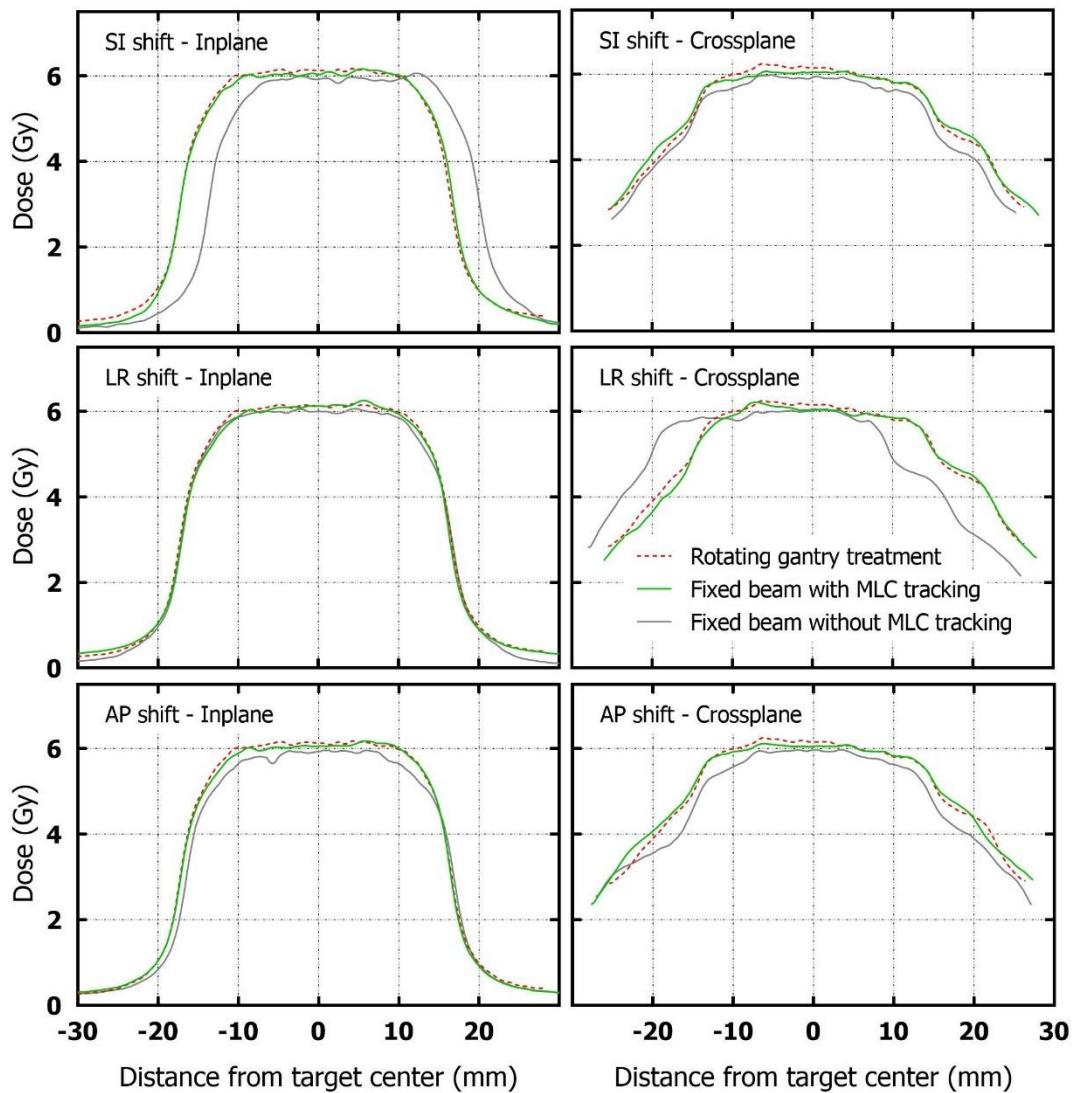 SI shift - Inplane
SI shift - Crossplane
6
4
2
0
Dose (Gy)
LR shift - Inplane
LR shift - Crossplane
6
4
2
0
Dose (Gy)
Rotating gantry treatment
Fixed beam with MLC tracking
Fixed beam without MLC tracking
AP shift - Inplane
AP shift - Crossplane
6
4
2
0
Dose (Gy)
-30 -20 -10 0 10 20
-20 -10 0 10 20 30
Distance from target center (mm)
Distance from target center (mm)